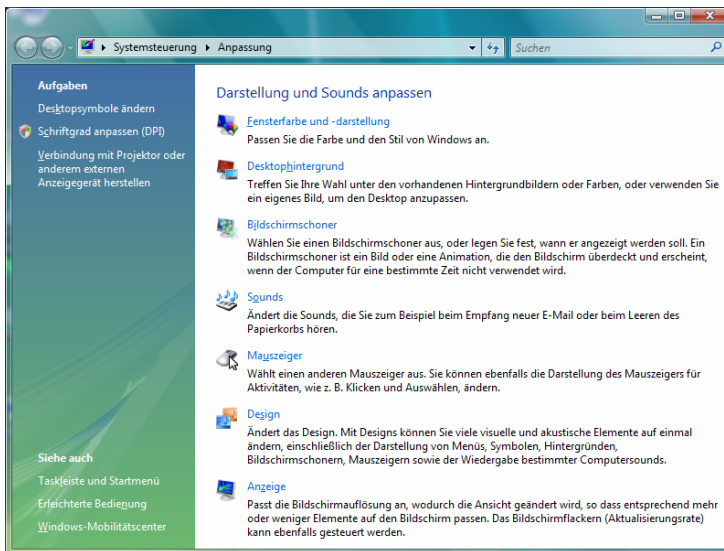 Systemsteuerung ▸ Anpassung
Suchen
Aufgaben
Desktopsymbole ändern
Schriftgrad anpassen (DPI)
Verbindung mit Projektor oder
anderem externen
Anzeigegerät herstellen
Darstellung und Sounds anpassen
Fensterfarbe und -darstellung
Passen Sie die Farbe und den Stil von Windows an.
Desktophintergrund
Treffen Sie Ihre Wahl unter den vorhandenen Hintergrundbildern oder Farben, oder verwenden Sie
ein eigenes Bild, um den Desktop anzupassen.
Bildschirmschoner
Wählen Sie einen Bildschirmschoner aus, oder legen Sie fest, wann er angezeigt werden soll. Ein
Bildschirmschoner ist ein Bild oder eine Animation, die den Bildschirm überdeckt und erscheint,
wenn der Computer für eine bestimmte Zeit nicht verwendet wird.
Sounds
Ändert die Sounds, die Sie zum Beispiel beim Empfang neuer E-Mail oder beim Leeren des
Papierkorbs hören.
Mauszeiger
Wählt einen anderen Mauszeiger aus. Sie können ebenfalls die Darstellung des Mauszeigers für
Aktivitäten, wie z. B. Klicken und Auswählen, ändern.
Design
Ändert das Design. Mit Designs können Sie viele visuelle und akustische Elemente auf einmal
ändern, einschließlich der Darstellung von Menüs, Symbolen, Hintergründen,
Bildschirmschonern, Mauszeigern sowie der Wiedergabe bestimmter Computersounds.
Anzeige
Passt die Bildschirmauflösung an, wodurch die Ansicht geändert wird, so dass entsprechend mehr
oder weniger Elemente auf den Bildschirm passen. Das Bildschirmflackern (Aktualisierungsrate)
kann ebenfalls gesteuert werden.
Siehe auch
Taskleiste und Startmenü
Erleichterte Bedienung
Windows-Mobilitätscenter